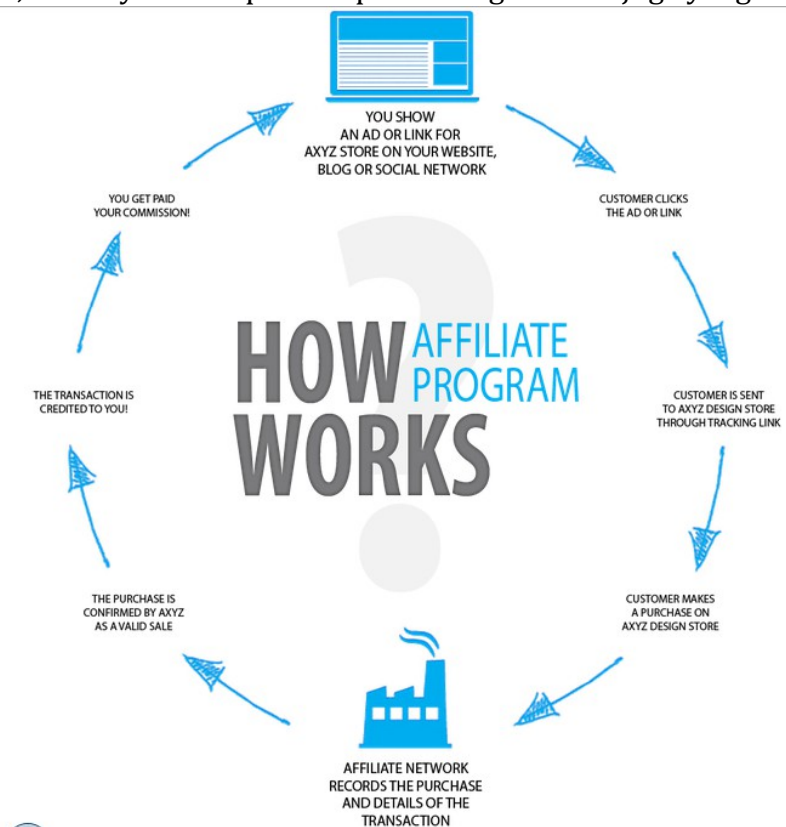 YOU SHOW
AN AD OR LINK FOR
AXYZ STORE ON YOUR WEBSITE,
BLOG OR SOCIAL NETWORK
CUSTOMER CLICKS
THE AD OR LINK
CUSTOMER IS SENT
TO AXYZ DESIGN STORE
THROUGH TRACKING LINK
CUSTOMER MAKES
A PURCHASE ON
AXYZ DESIGN STORE
AFFILIATE NETWORK
RECORDS THE PURCHASE
AND DETAILS OF THE
TRANSACTION
THE PURCHASE IS
CONFIRMED BY AXYZ
AS A VALID SALE
THE TRANSACTION IS
CREDITED TO YOU!
YOU GET PAID
YOUR COMMISSION!
?
HOW AFFILIATE
PROGRAM
WORKS